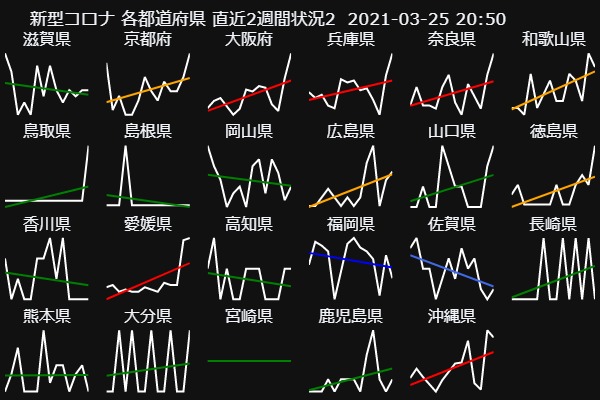 新型コロナ 各都道府県 直近2週間状況2 2021-03-25 20:50
滋賀県 京都府 大阪府 兵庫県 奈良県 和歌山県
鳥取県 島根県 岡山県 広島県 山口県 徳島県
香川県 愛媛県 高知県 福岡県 佐賀県 長崎県
熊本県 大分県 宮崎県 鹿児島県 沖縄県